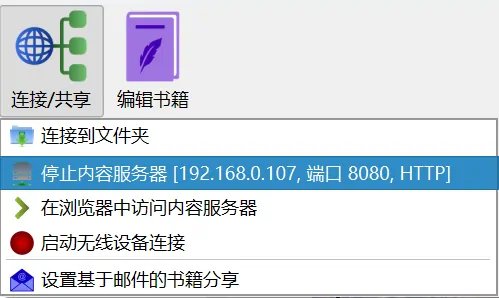 连接/共享
编辑书籍
连接到文件夹
停止内容服务器 [192.168.0.107, 端口 8080, HTTP]
在浏览器中访问内容服务器
启动无线设备连接
设置基于邮件的书籍分享